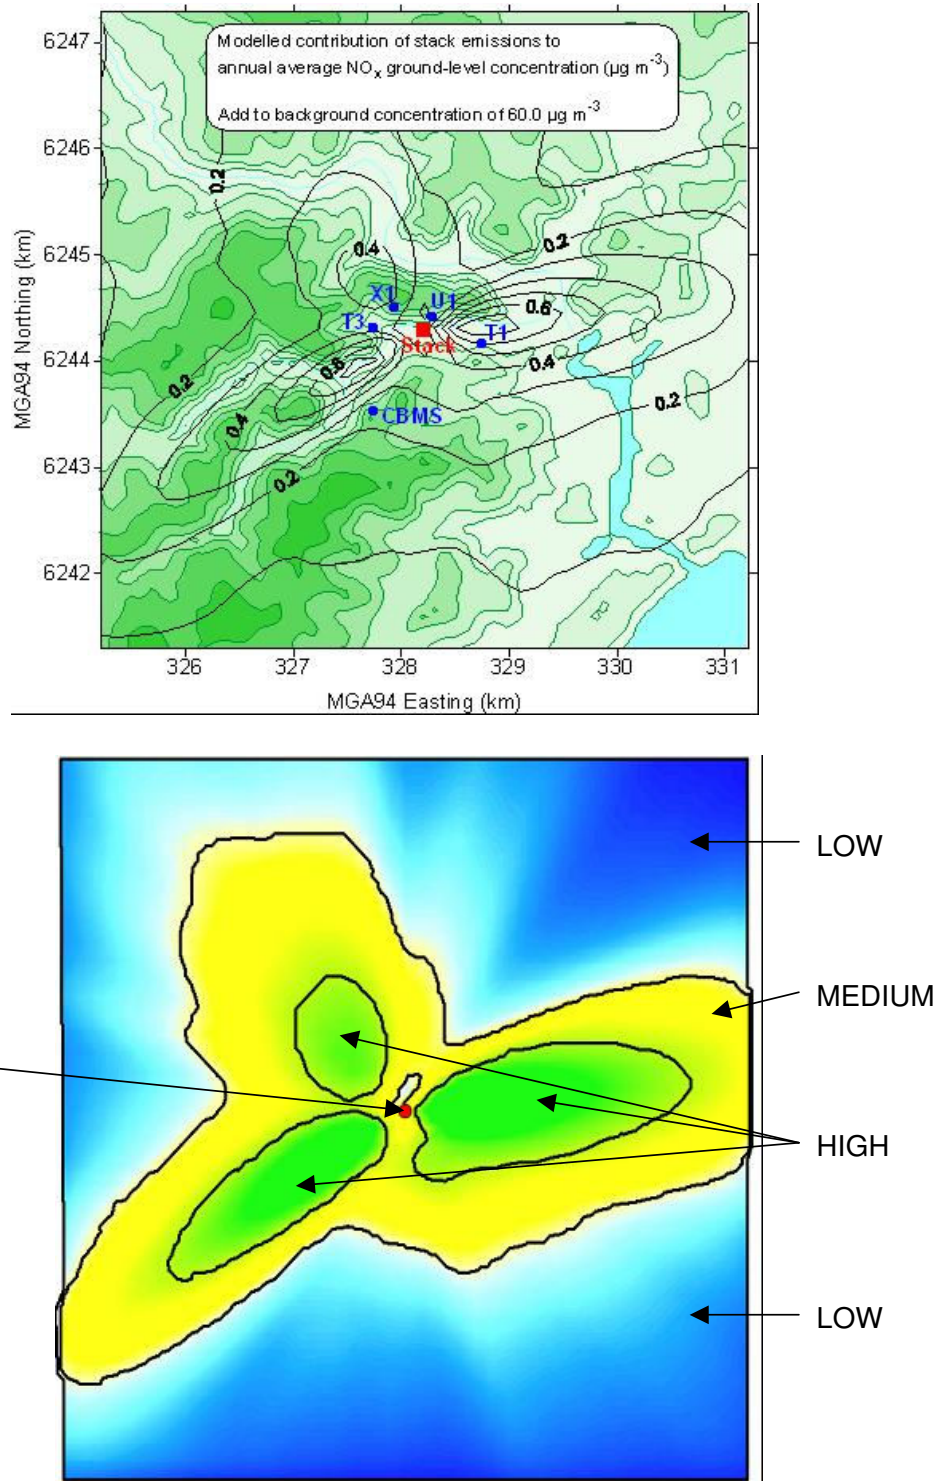 Modelled contribution of stack emissions to
annual average NOx ground-level concentration (µg m-3)
Add to background concentration of 60.0 µg m-3
6247
6246
6245
6244
6243
6242
MGA94 Northing (km)
0.2
0.4
0.2
X1
U1
0.6
T3
T1
Stack
0.4
0.8
0.2
0.2
0.4
CBMS
0.2
326
327
328
329
330
331
MGA94 Easting (km)
LOW
MEDIUM
HIGH
LOW